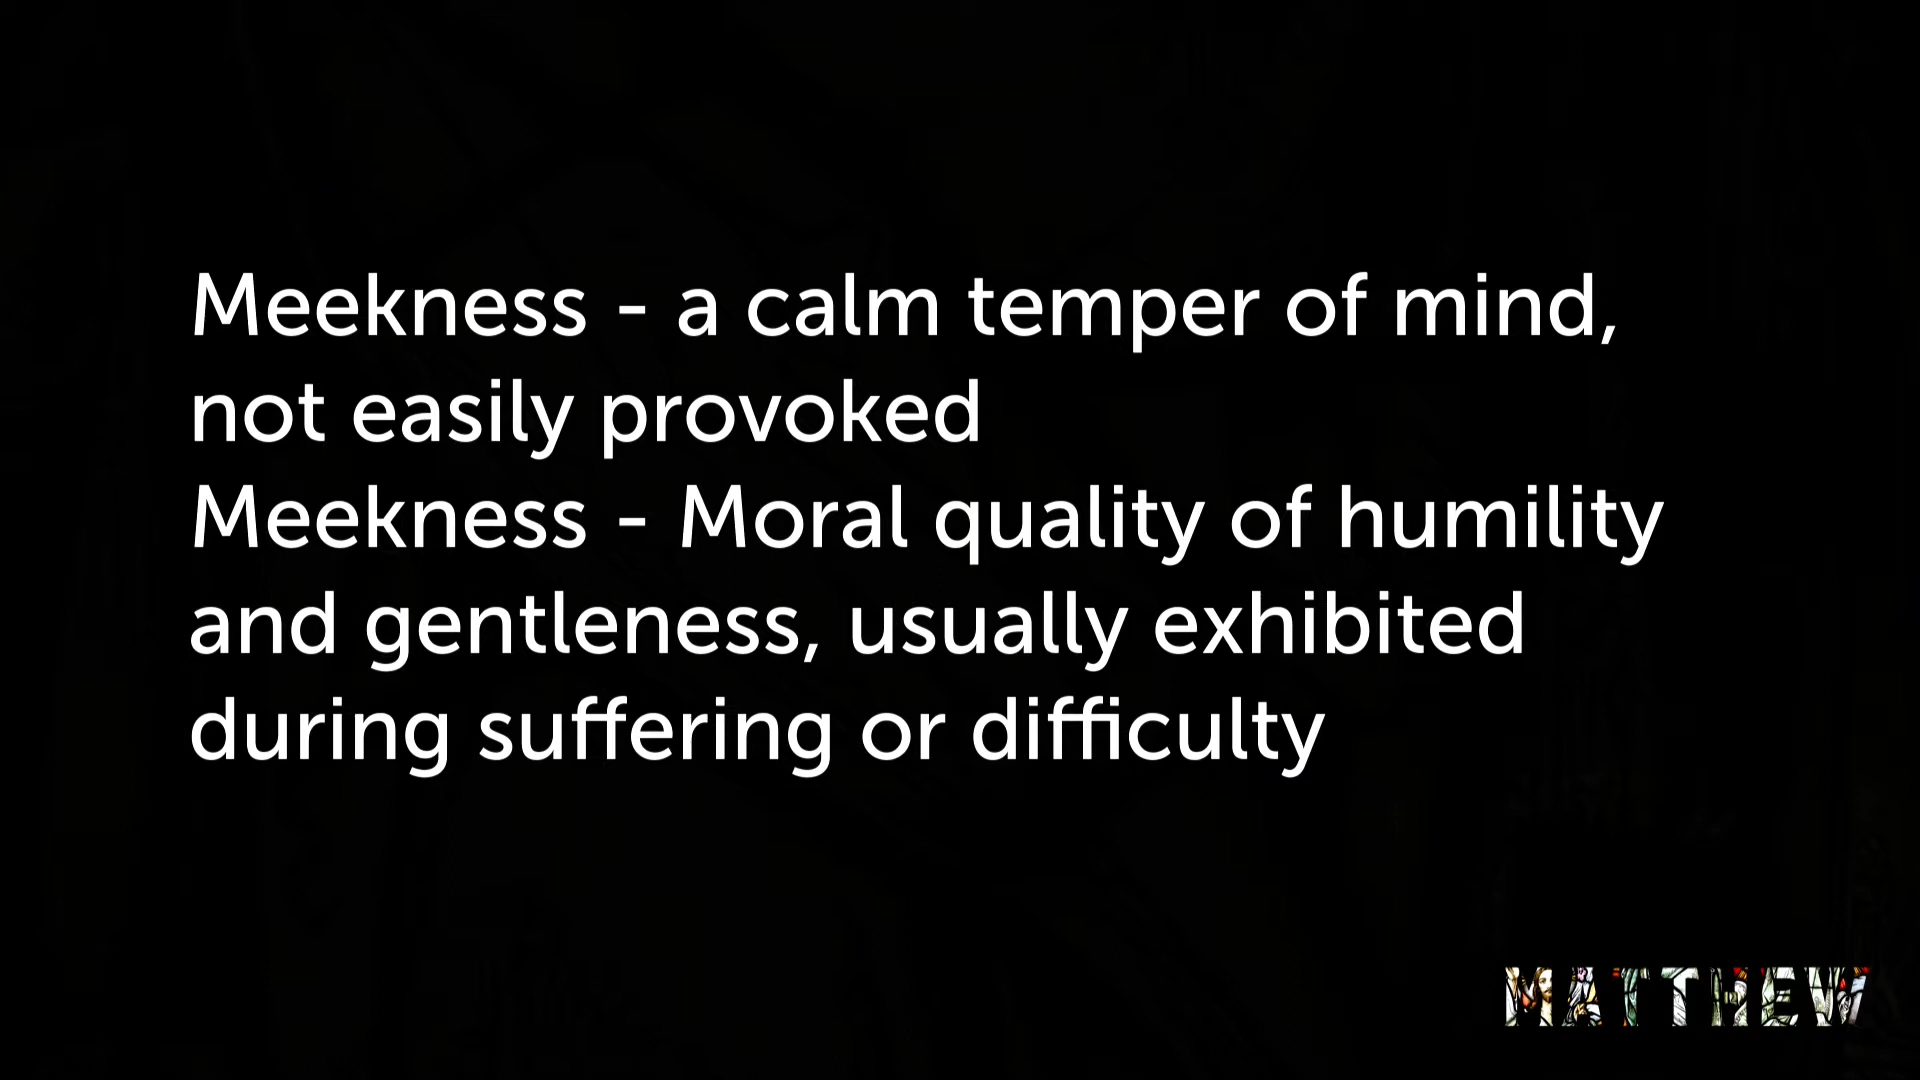 Meekness - a calm temper of mind,
not easily provoked
Meekness - Moral quality of humility
and gentleness, usually exhibited
during suffering or difficulty
MATTHEW